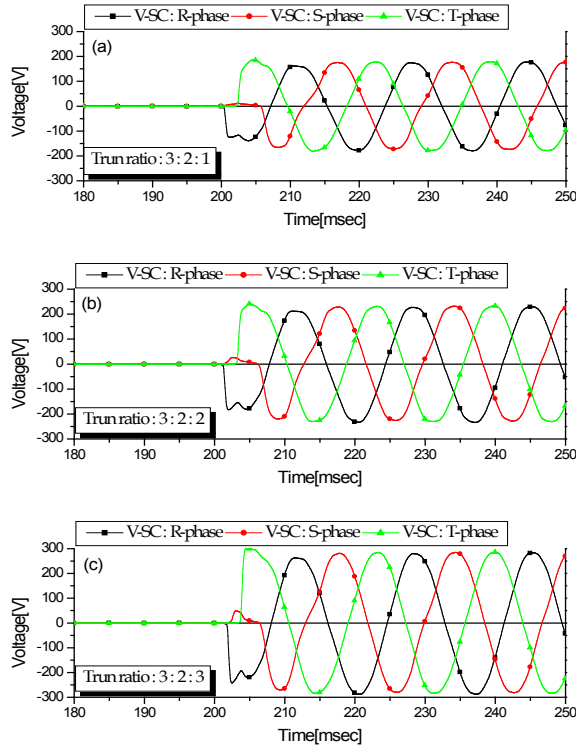 V-SC: R-phase V-SC: S-phase V-SC: T-phase
(a)
300
200
100
0
-100
-200
-300
Voltage[V]
Trun ratio : 3 : 2 : 1
180 190 200 210 220 230 240 250
Time[msec]
V-SC: R-phase V-SC: S-phase V-SC: T-phase
(b)
300
200
100
0
-100
-200
-300
Voltage[V]
Trun ratio : 3 : 2 : 2
180 190 200 210 220 230 240 250
Time[msec]
V-SC: R-phase V-SC: S-phase V-SC: T-phase
(c)
300
200
100
0
-100
-200
-300
Voltage[V]
Trun ratio : 3 : 2 : 3
180 190 200 210 220 230 240 250
Time[msec]